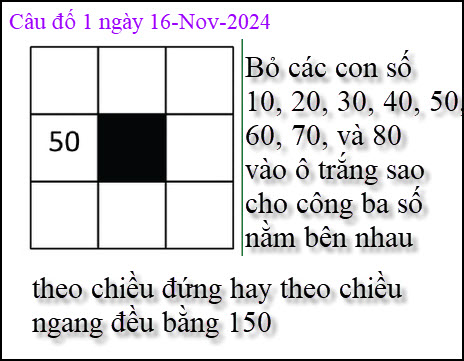 Câu đố 1 ngày 16-Nov-2024
Bỏ các con số
10, 20, 30, 40, 50,
60, 70, và 80
vào ô trắng sao
cho công ba số
nằm bên nhau
50
theo chiều đứng hay theo chiều
ngang đều bằng 150